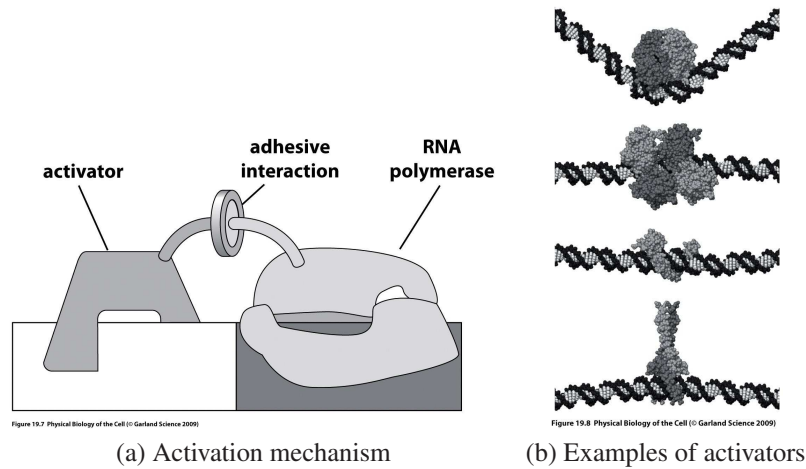 activator
adhesive
interaction
RNA
polymerase
Figure 19.7 Physical Biology of the Cell (© Garland Science 2009)
(a) Activation mechanism
Figure 19.8 Physical Biology of the Cell (© Garland Science 2009)
(b) Examples of activators